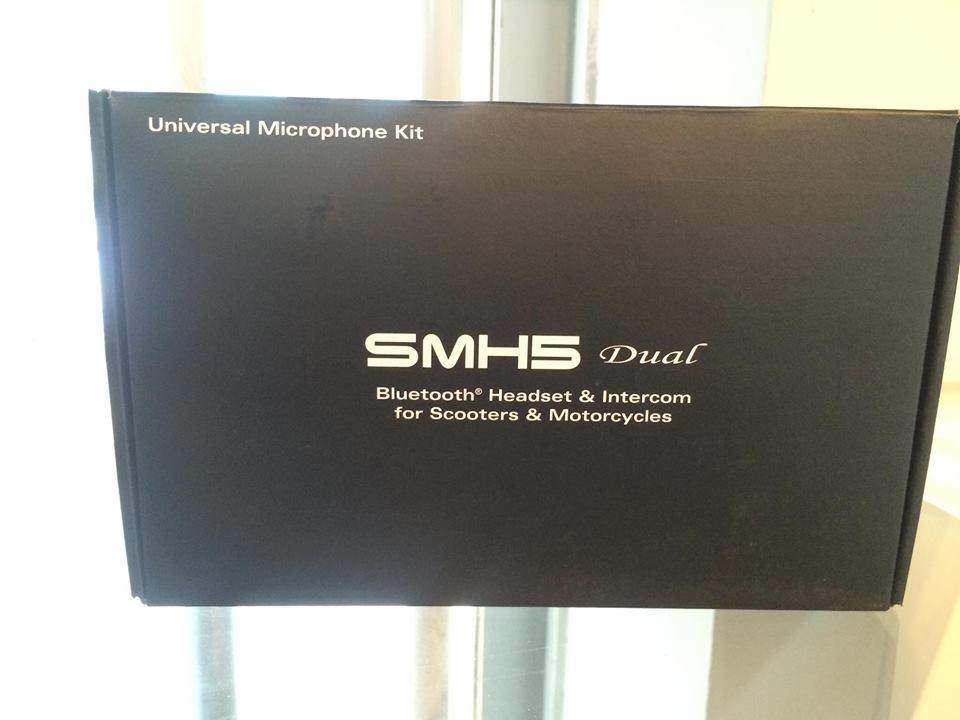 Universal Microphone Kit
SMH5 Dual
Bluetooth® Headset & Intercom
for Scooters & Motorcycles